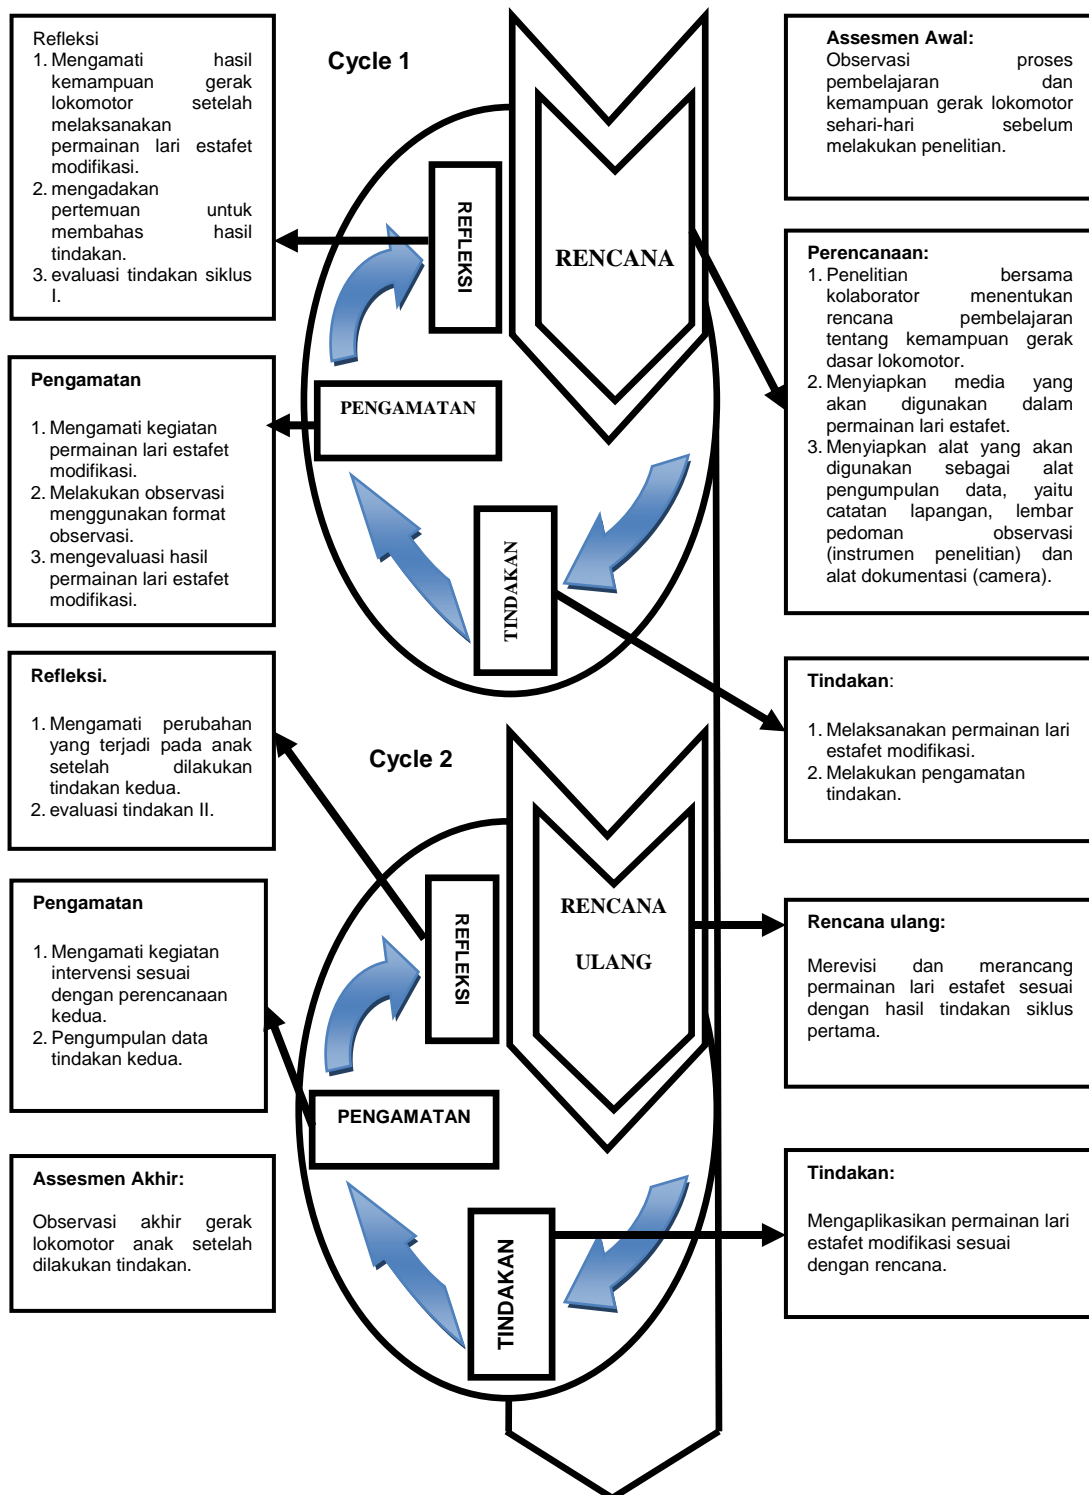 Refleksi
1. Mengamati hasil
kemampuan gerak
lokomotor setelah
melaksanakan
permainan lari estafet
modifikasi.
2. mengadakan
pertemuan untuk
membahas hasil
tindakan.
3. evaluasi tindakan siklus
I.
Cycle 1
Assesmen Awal:
Observasi proses
pembelajaran dan
kemampuan gerak lokomotor
sehari-hari sebelum
melakukan penelitian.
REFLEKSI
RENCANA
Perencanaan:
1. Penelitian bersama
kolaborator menentukan
rencana pembelajaran
tentang kemampuan gerak
dasar lokomotor.
2. Menyiapkan media yang
akan digunakan dalam
permainan lari estafet.
3. Menyiapkan alat yang akan
digunakan sebagai alat
pengumpulan data, yaitu
catatan lapangan, lembar
pedoman observasi
(instrumen penelitian) dan
alat dokumentasi (camera).
Pengamatan
1. Mengamati kegiatan
permainan lari estafet
modifikasi.
2. Melakukan observasi
menggunakan format
observasi.
3. mengevaluasi hasil
permainan lari estafet
modifikasi.
PENGAMATAN
TINDAKAN
Refleksi.
1. Mengamati perubahan
yang terjadi pada anak
setelah dilakukan
tindakan kedua.
2. evaluasi tindakan II.
Tindakan:
1. Melaksanakan permainan lari
estafet modifikasi.
2. Melakukan pengamatan
tindakan.
Cycle 2
REFLEKSI
RENCANA
ULANG
Pengamatan
1. Mengamati kegiatan
intervensi sesuai
dengan perencanaan
kedua.
2. Pengumpulan data
tindakan kedua.
Rencana ulang:
Merevisi dan merancang
permainan lari estafet sesuai
dengan hasil tindakan siklus
pertama.
PENGAMATAN
Assesmen Akhir:
Observasi akhir gerak
lokomotor anak setelah
dilakukan tindakan.
TINDAKAN
Tindakan:
Mengaplikasikan permainan lari
estafet modifikasi sesuai
dengan rencana.